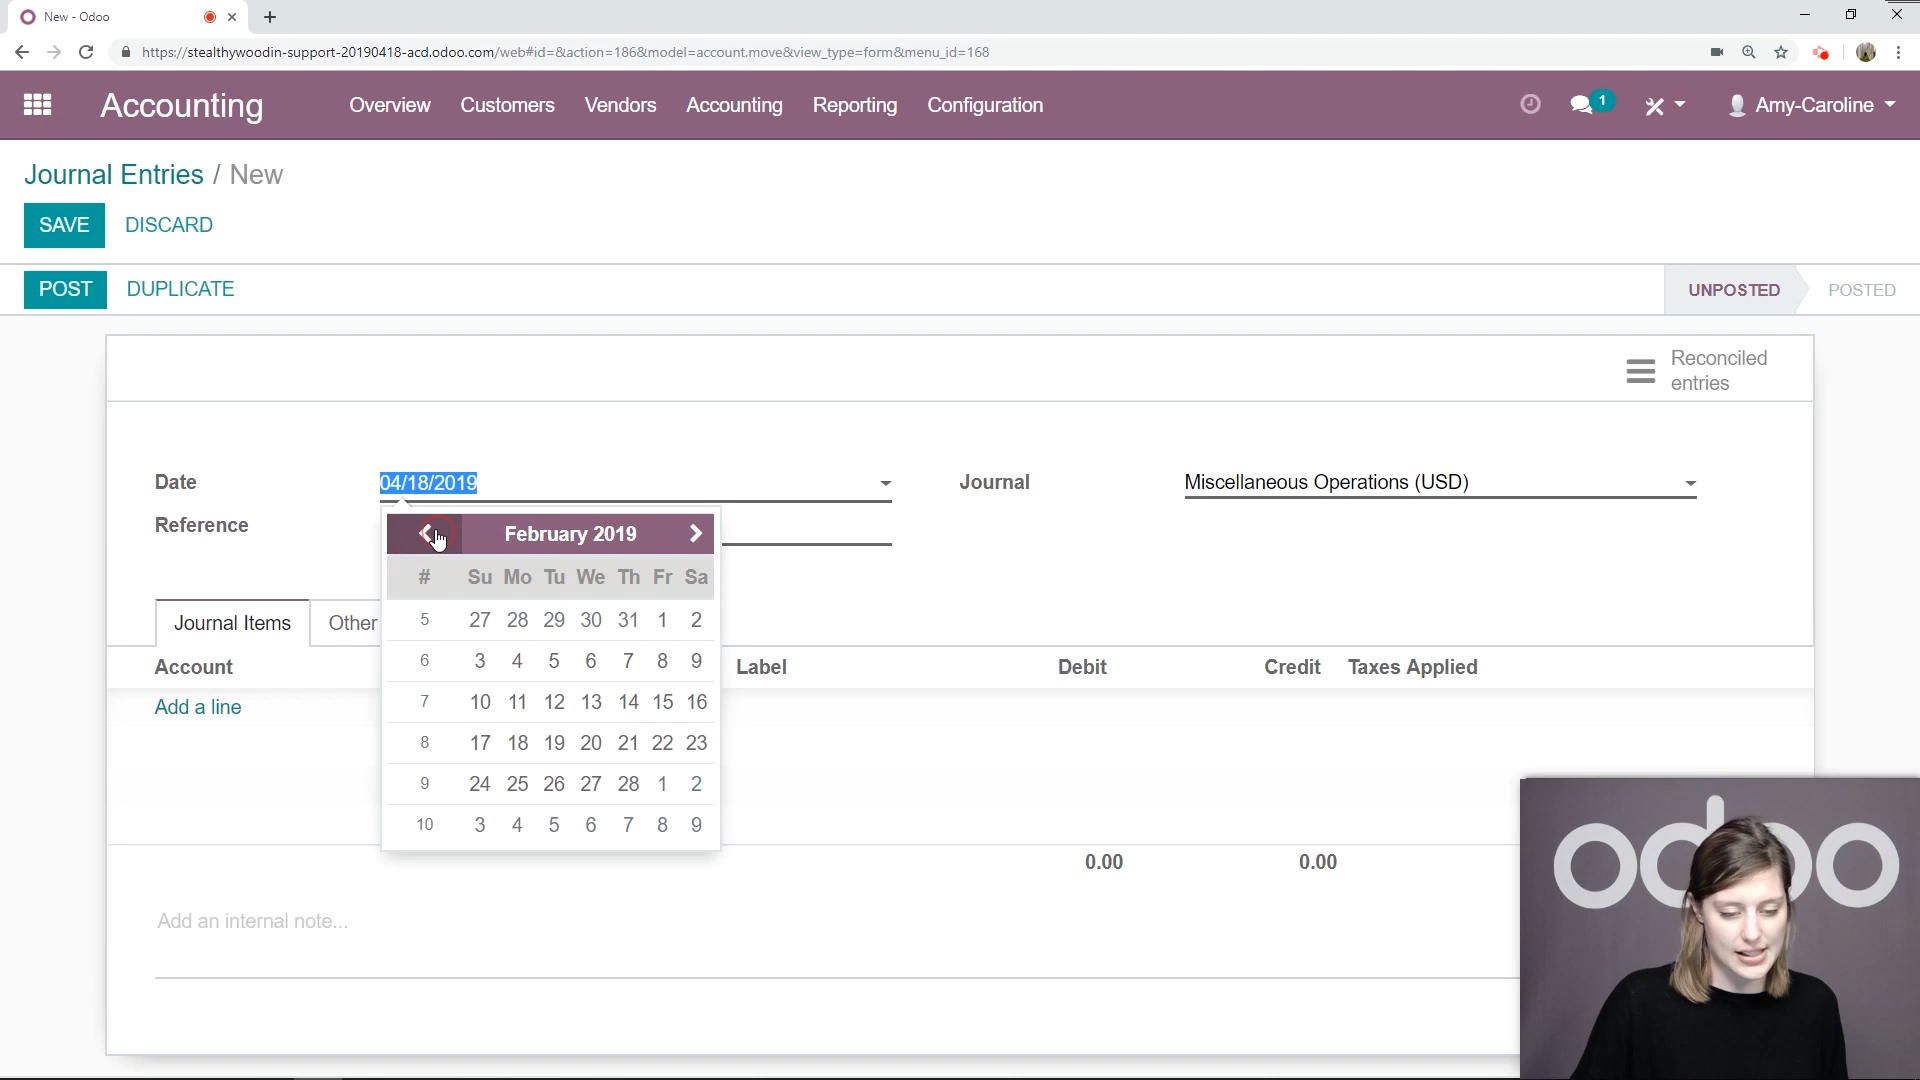 New - Odoo
https://stealthywoodin-support-20190418-acd.odoo.com/web#id=&action=186&model=account.move&view_type=form&menu_id=168
Accounting Overview Customers Vendors Accounting Reporting Configuration 1 Amy-Caroline
Journal Entries / New
SAVE DISCARD
POST DUPLICATE UNPOSTED POSTED
Reconciled
entries
Date 04/18/2019 Journal Miscellaneous Operations (USD)
Reference
February 2019
# Su Mo Tu We Th Fr Sa
5 27 28 29 30 31 1 2
6 3 4 5 6 7 8 9
7 10 11 12 13 14 15 16
8 17 18 19 20 21 22 23
9 24 25 26 27 28 1 2
10 3 4 5 6 7 8 9
Journal Items Other
Account Label Debit Credit Taxes Applied
Add a line
0.00 0.00
Add an internal note...
odoo